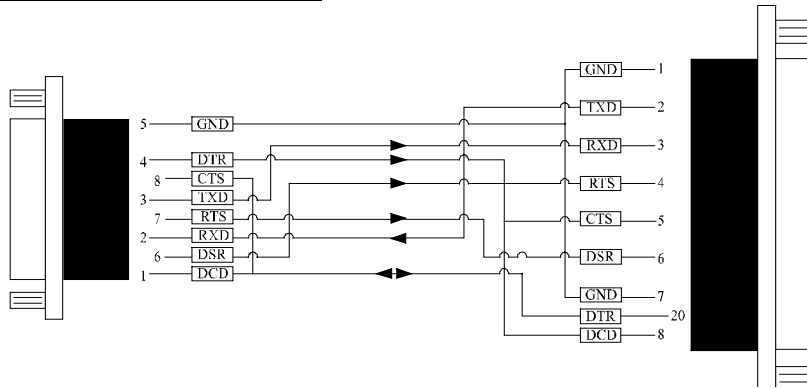 5 GND
4 DTR
8 CTS
3 TXD
7 RTS
2 RXD
6 DSR
1 DCD
GND 1
TXD 2
RXD 3
RTS 4
CTS 5
DSR 6
GND 7
DTR 20
DCD 8